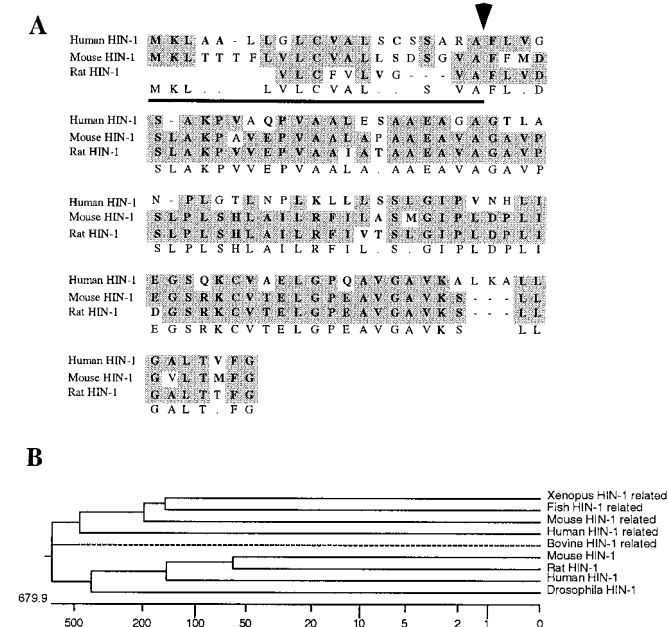 A
Human HIN-1 M K L A A - L L G L C V A L S C S S A R A F L V G
Mouse HIN-1 M K L T T T F L V L C V A L L S D S G V A F F M D
Rat HIN-1 V L C F V L V G - - - V A F L V D
M K L . . L V L C V A L S V A F L . D
Human HIN-1 S - A K P V A Q P V A A L E S A A E A G A G T L A
Mouse HIN-1 S L A K P A V E P V A A L A P A A E A V A G A V P
Rat HIN-1 S L A K P V V E P V A A I A T A A E A V A G A V P
S L A K P V V E P V A A L A . A A E A V A G A V P
Human HIN-1 N - P L G T L N P L K L L L S S L G I P V N H L I
Mouse HIN-1 S L P L S H L A I L R F I L A S M G I P L D P L I
Rat HIN-1 S L P L S H L A I L R F I V T S L G I P L D P L I
S L P L S H L A I L R F I L . S . G I P L D P L I
Human HIN-1 E G S Q K C V A E L G P Q A V G A V K A L K A L L
Mouse HIN-1 E G S R K C V T E L G P E A V G A V K S - - - L L
Rat HIN-1 D G S R K C V T E L G P E A V G A V K S - - - L L
E G S R K C V T E L G P E A V G A V K S L L
Human HIN-1 G A L T V F G
Mouse HIN-1 G V L T M F G
Rat HIN-1 G A L T T F G
G A L T . F G
B
Xenopus HIN-1 related
Fish HIN-1 related
Mouse HIN-1 related
Human HIN-1 related
Bovine HIN-1 related
Mouse HIN-1
Rat HIN-1
Human HIN-1
Drosophila HIN-1
679.9
500 200 100 50 20 10 5 2 1 0